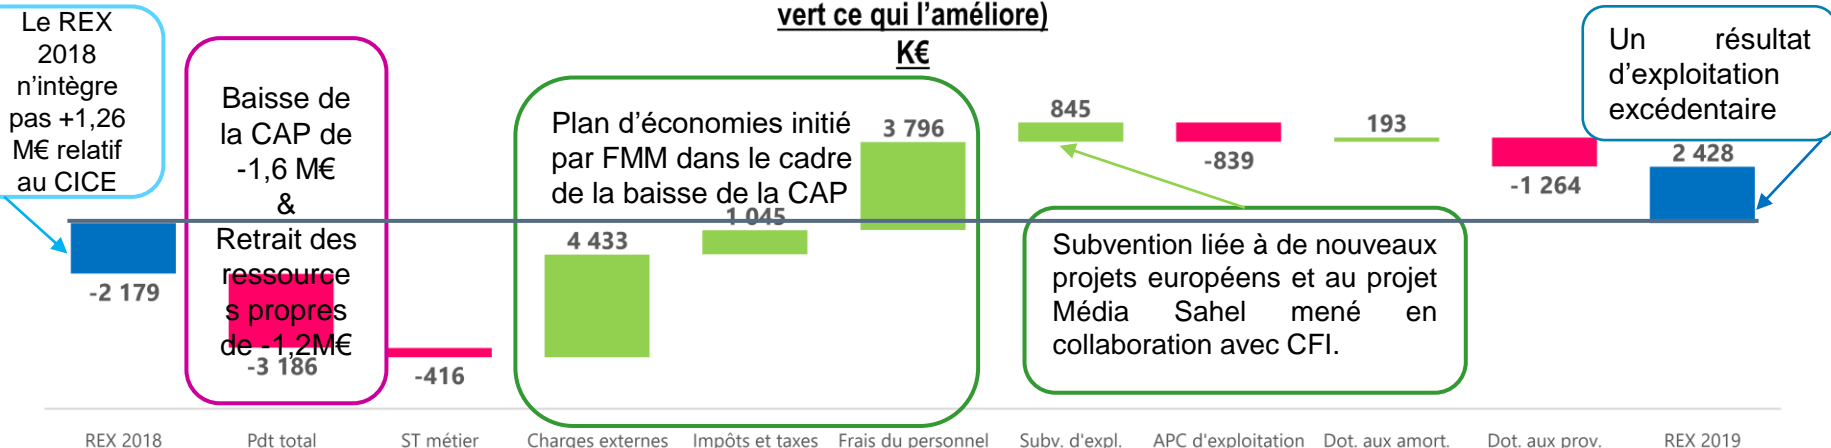 vert ce qui l’améliore)
K€
Le REX
2018
n’intègre
pas +1,26
M€ relatif
au CICE
Baisse de
la CAP de
-1,6 M€
&
Retrait des
ressource
s propres
de -1,2M€
Plan d’économies initié
par FMM dans le cadre
de la baisse de la CAP
Un résultat
d’exploitation
excédentaire
Subvention liée à de nouveaux
projets européens et au projet
Média Sahel mené en
collaboration avec CFI.
-2 179
-3 186
-416
4 433
1 045
3 796
845
-839
193
-1 264
2 428
REX 2018
Pdt total
ST métier
Charges externes
Impôts et taxes
Frais du personnel
Subv. d'expl.
APC d'exploitation
Dot. aux amort.
Dot. aux prov.
REX 2019